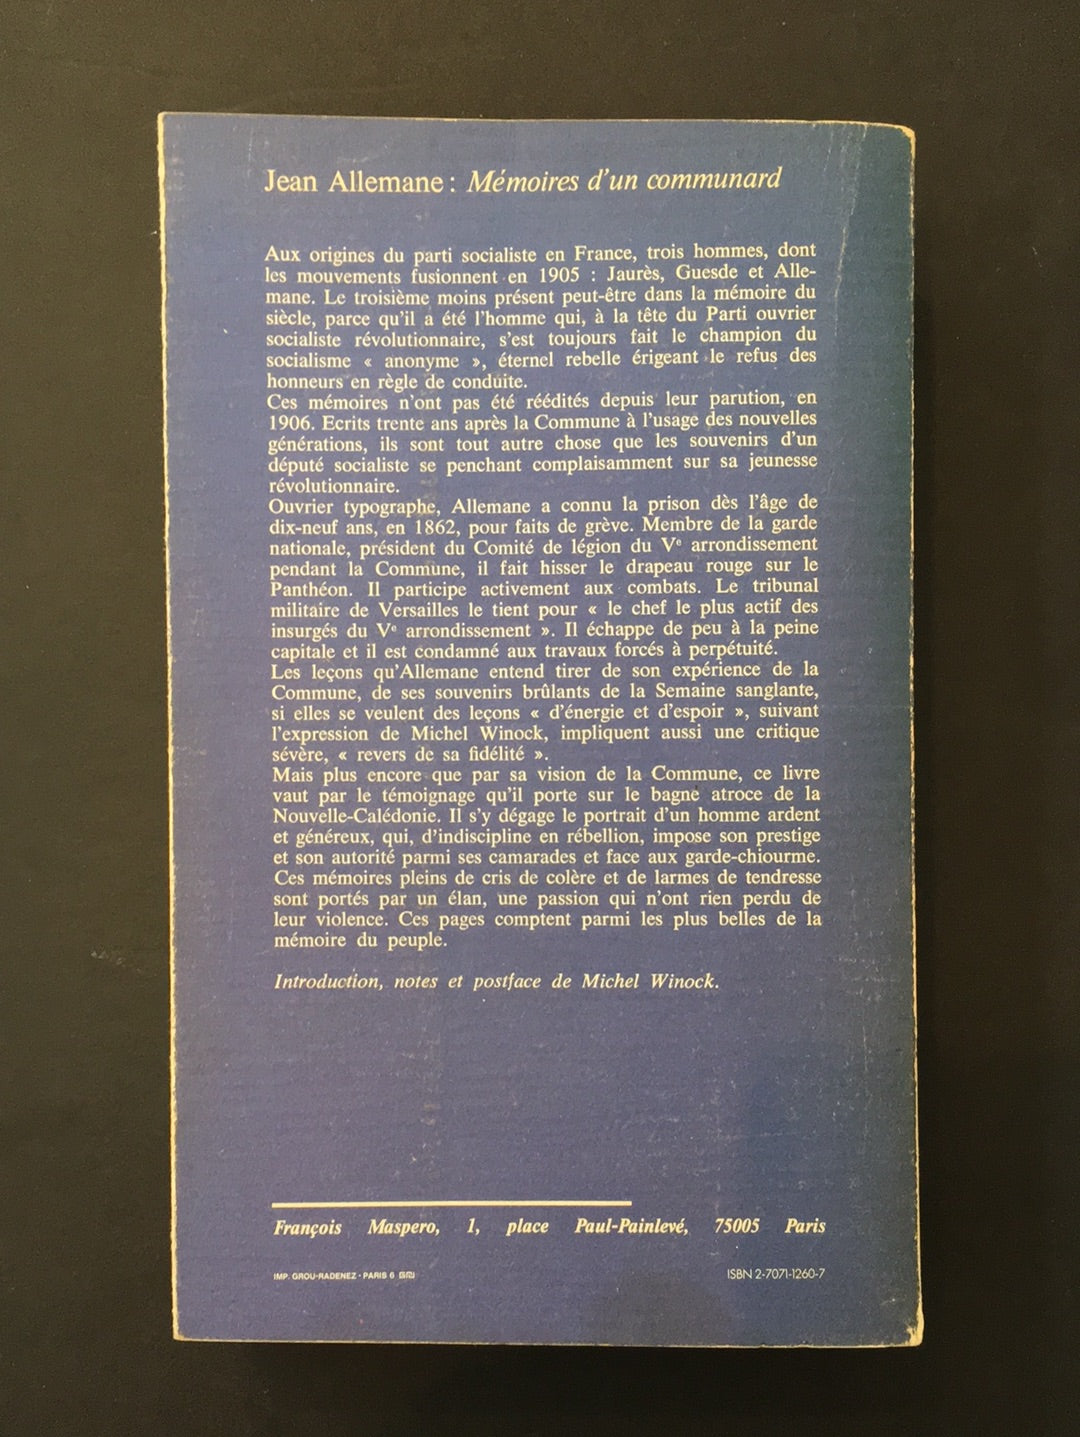 Jean Allemane : Mémoires d'un communard
Aux origines du parti socialiste en France, trois hommes, dont
les mouvements fusionnent en 1905 : Jaurès, Guesde et Alle-
mane. Le troisième moins présent peut-être dans la mémoire du
siècle, parce qu'il a été l'homme qui, à la tête du Parti ouvrier
socialiste révolutionnaire, s'est toujours fait le champion du
socialisme « anonyme », éternel rebelle érigeant le refus des
honneurs en règle de conduite.
Ces mémoires n'ont pas été réédités depuis leur parution, en
1906. Ecrits trente ans après la Commune à l'usage des nouvelles
générations, ils sont tout autre chose que les souvenirs d'un
député socialiste se penchant complaisamment sur sa jeunesse
révolutionnaire.
Ouvrier typographe, Allemane a connu la prison dès l'âge de
dix-neuf ans, en 1862, pour faits de grève. Membre de la garde
nationale, président du Comité de légion du Ve arrondissement
pendant la Commune, il fait hisser le drapeau rouge sur le
Panthéon. Il participe activement aux combats. Le tribunal
militaire de Versailles le tient pour « le chef le plus actif des
insurgés du Ve arrondissement ». Il échappe de peu à la peine
capitale et il est condamné aux travaux forcés à perpétuité.
Les leçons qu'Allemane entend tirer de son expérience de la
Commune, de ses souvenirs brûlants de la Semaine sanglante,
si elles se veulent des leçons « d'énergie et d'espoir », suivant
l'expression de Michel Winock, impliquent aussi une critique
sévère, « revers de sa fidélité ».
Mais plus encore que par sa vision de la Commune, ce livre
vaut par le témoignage qu'il porte sur le bagne atroce de la
Nouvelle-Calédonie. Il s'y dégage le portrait d'un homme ardent
et généreux, qui, d'indiscipline en rébellion, impose son prestige
et son autorité parmi ses camarades et face aux garde-chiourme.
Ces mémoires pleins de cris de colère et de larmes de tendresse
sont portés par un élan, une passion qui n'ont rien perdu de
leur violence. Ces pages comptent parmi les plus belles de la
mémoire du peuple.
Introduction, notes et postface de Michel Winock.
François Maspero, 1, place Paul-Painlevé, 75005 Paris
IMP. GROU-RADENEZ - PARIS 6
ISBN 2-7071-1260-7